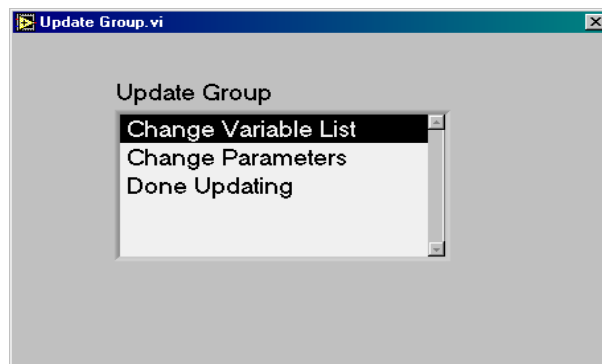 Update Group.vi
Update Group
Change Variable List
Change Parameters
Done Updating